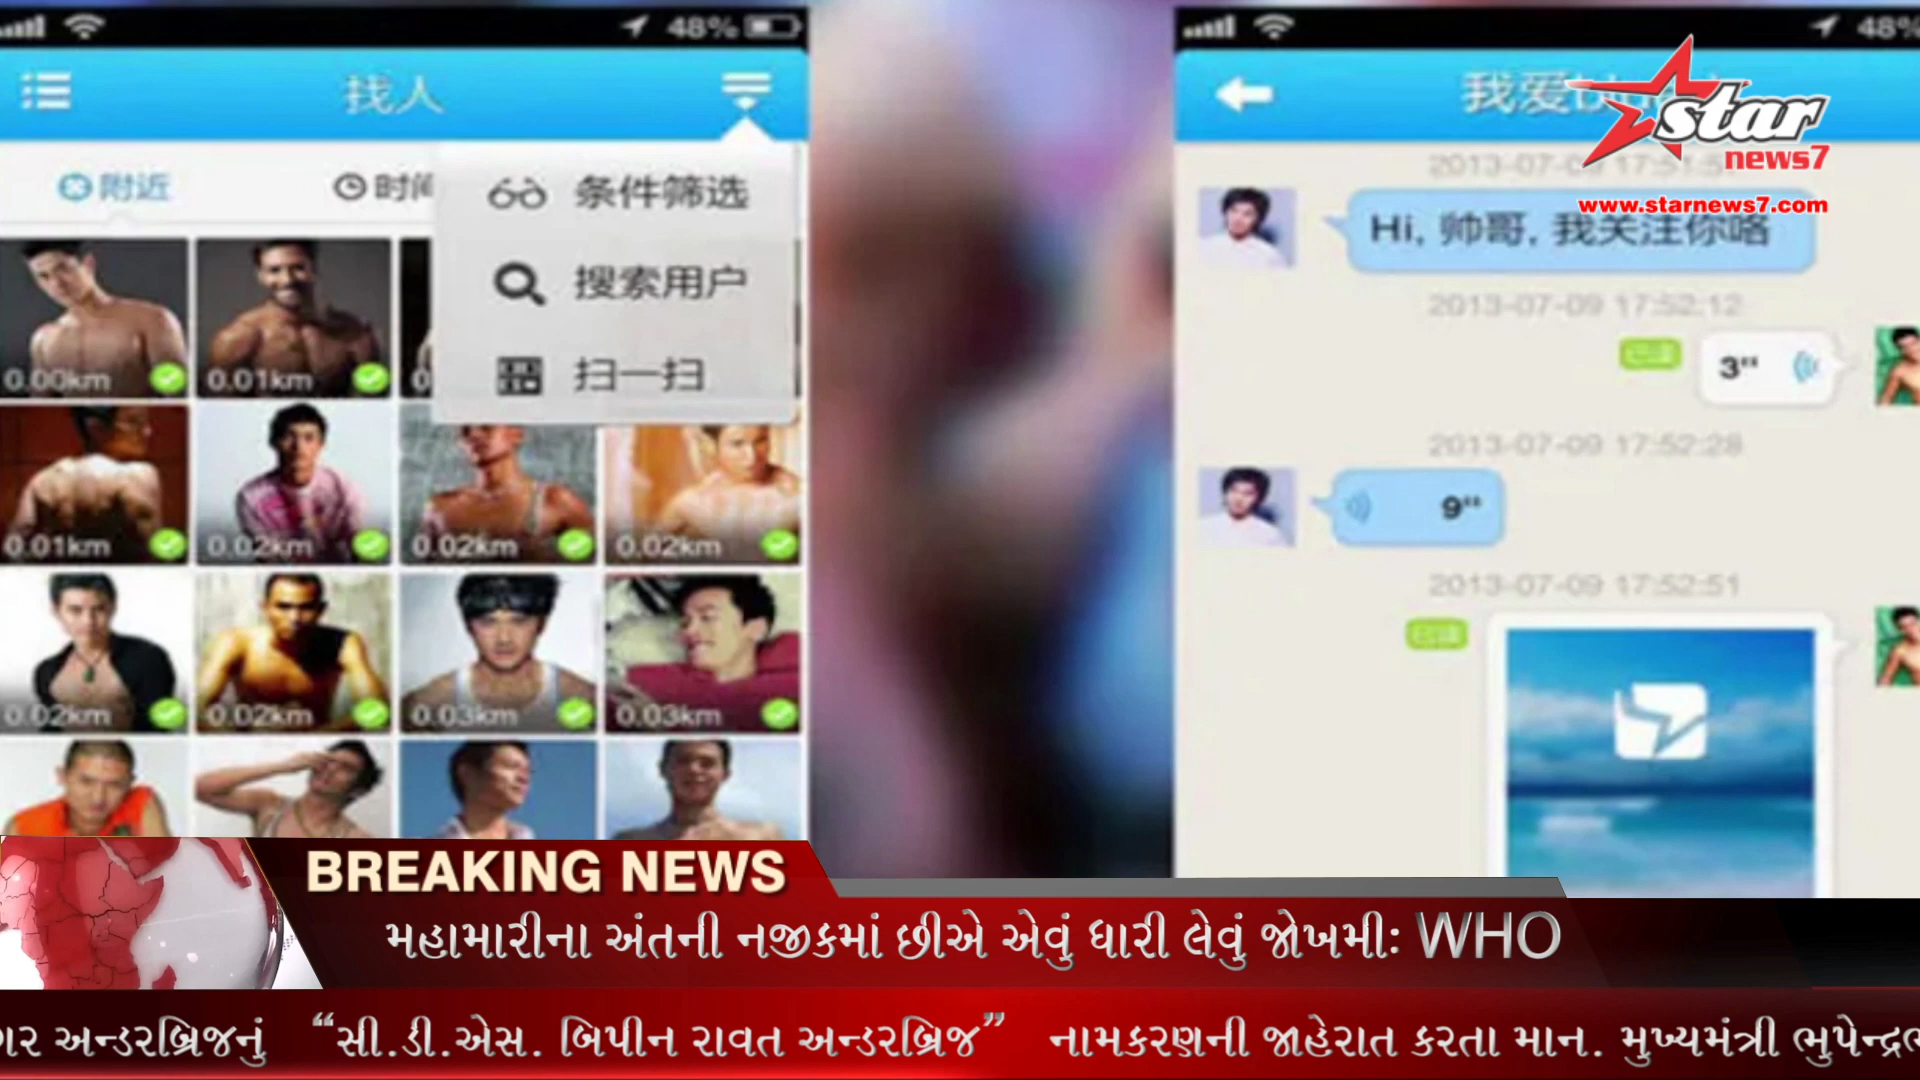 48%
找人
附近
时间
条件筛选
搜索用户
扫一扫
0.00km
0.01km
0.01km
0.02km
0.02km
0.02km
0.02km
0.02km
0.03km
0.03km
48%
我爱
star
news7
www.starnews7.com
Hi, 帅哥, 我关注你咯
2013-07-09 17:52:12
3"
2013-07-09 17:52:28
9"
2013-07-09 17:52:51
BREAKING NEWS
મહામારીના અંતની નજીકમાં છીએ એવું ધારી લેવું જોખમી: WHO
અન્ડરબ્રિજનું “સી.ડી.એસ. બિપીન રાવત અન્ડરબ્રિજ” નામકરણની જાહેરાત કરતા માન. મુખ્યમંત્રી